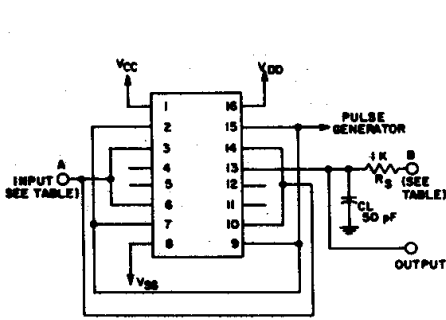 VCC
VDD
1 16
2 15
3 14
4 13
5 12
6 11
7 10
8 9
PULSE
GENERATOR
A
INPUT
SEE TABLE)
VSS
1K
RS
B
(SEE
TABLE)
CL
50 pF
OUTPUT